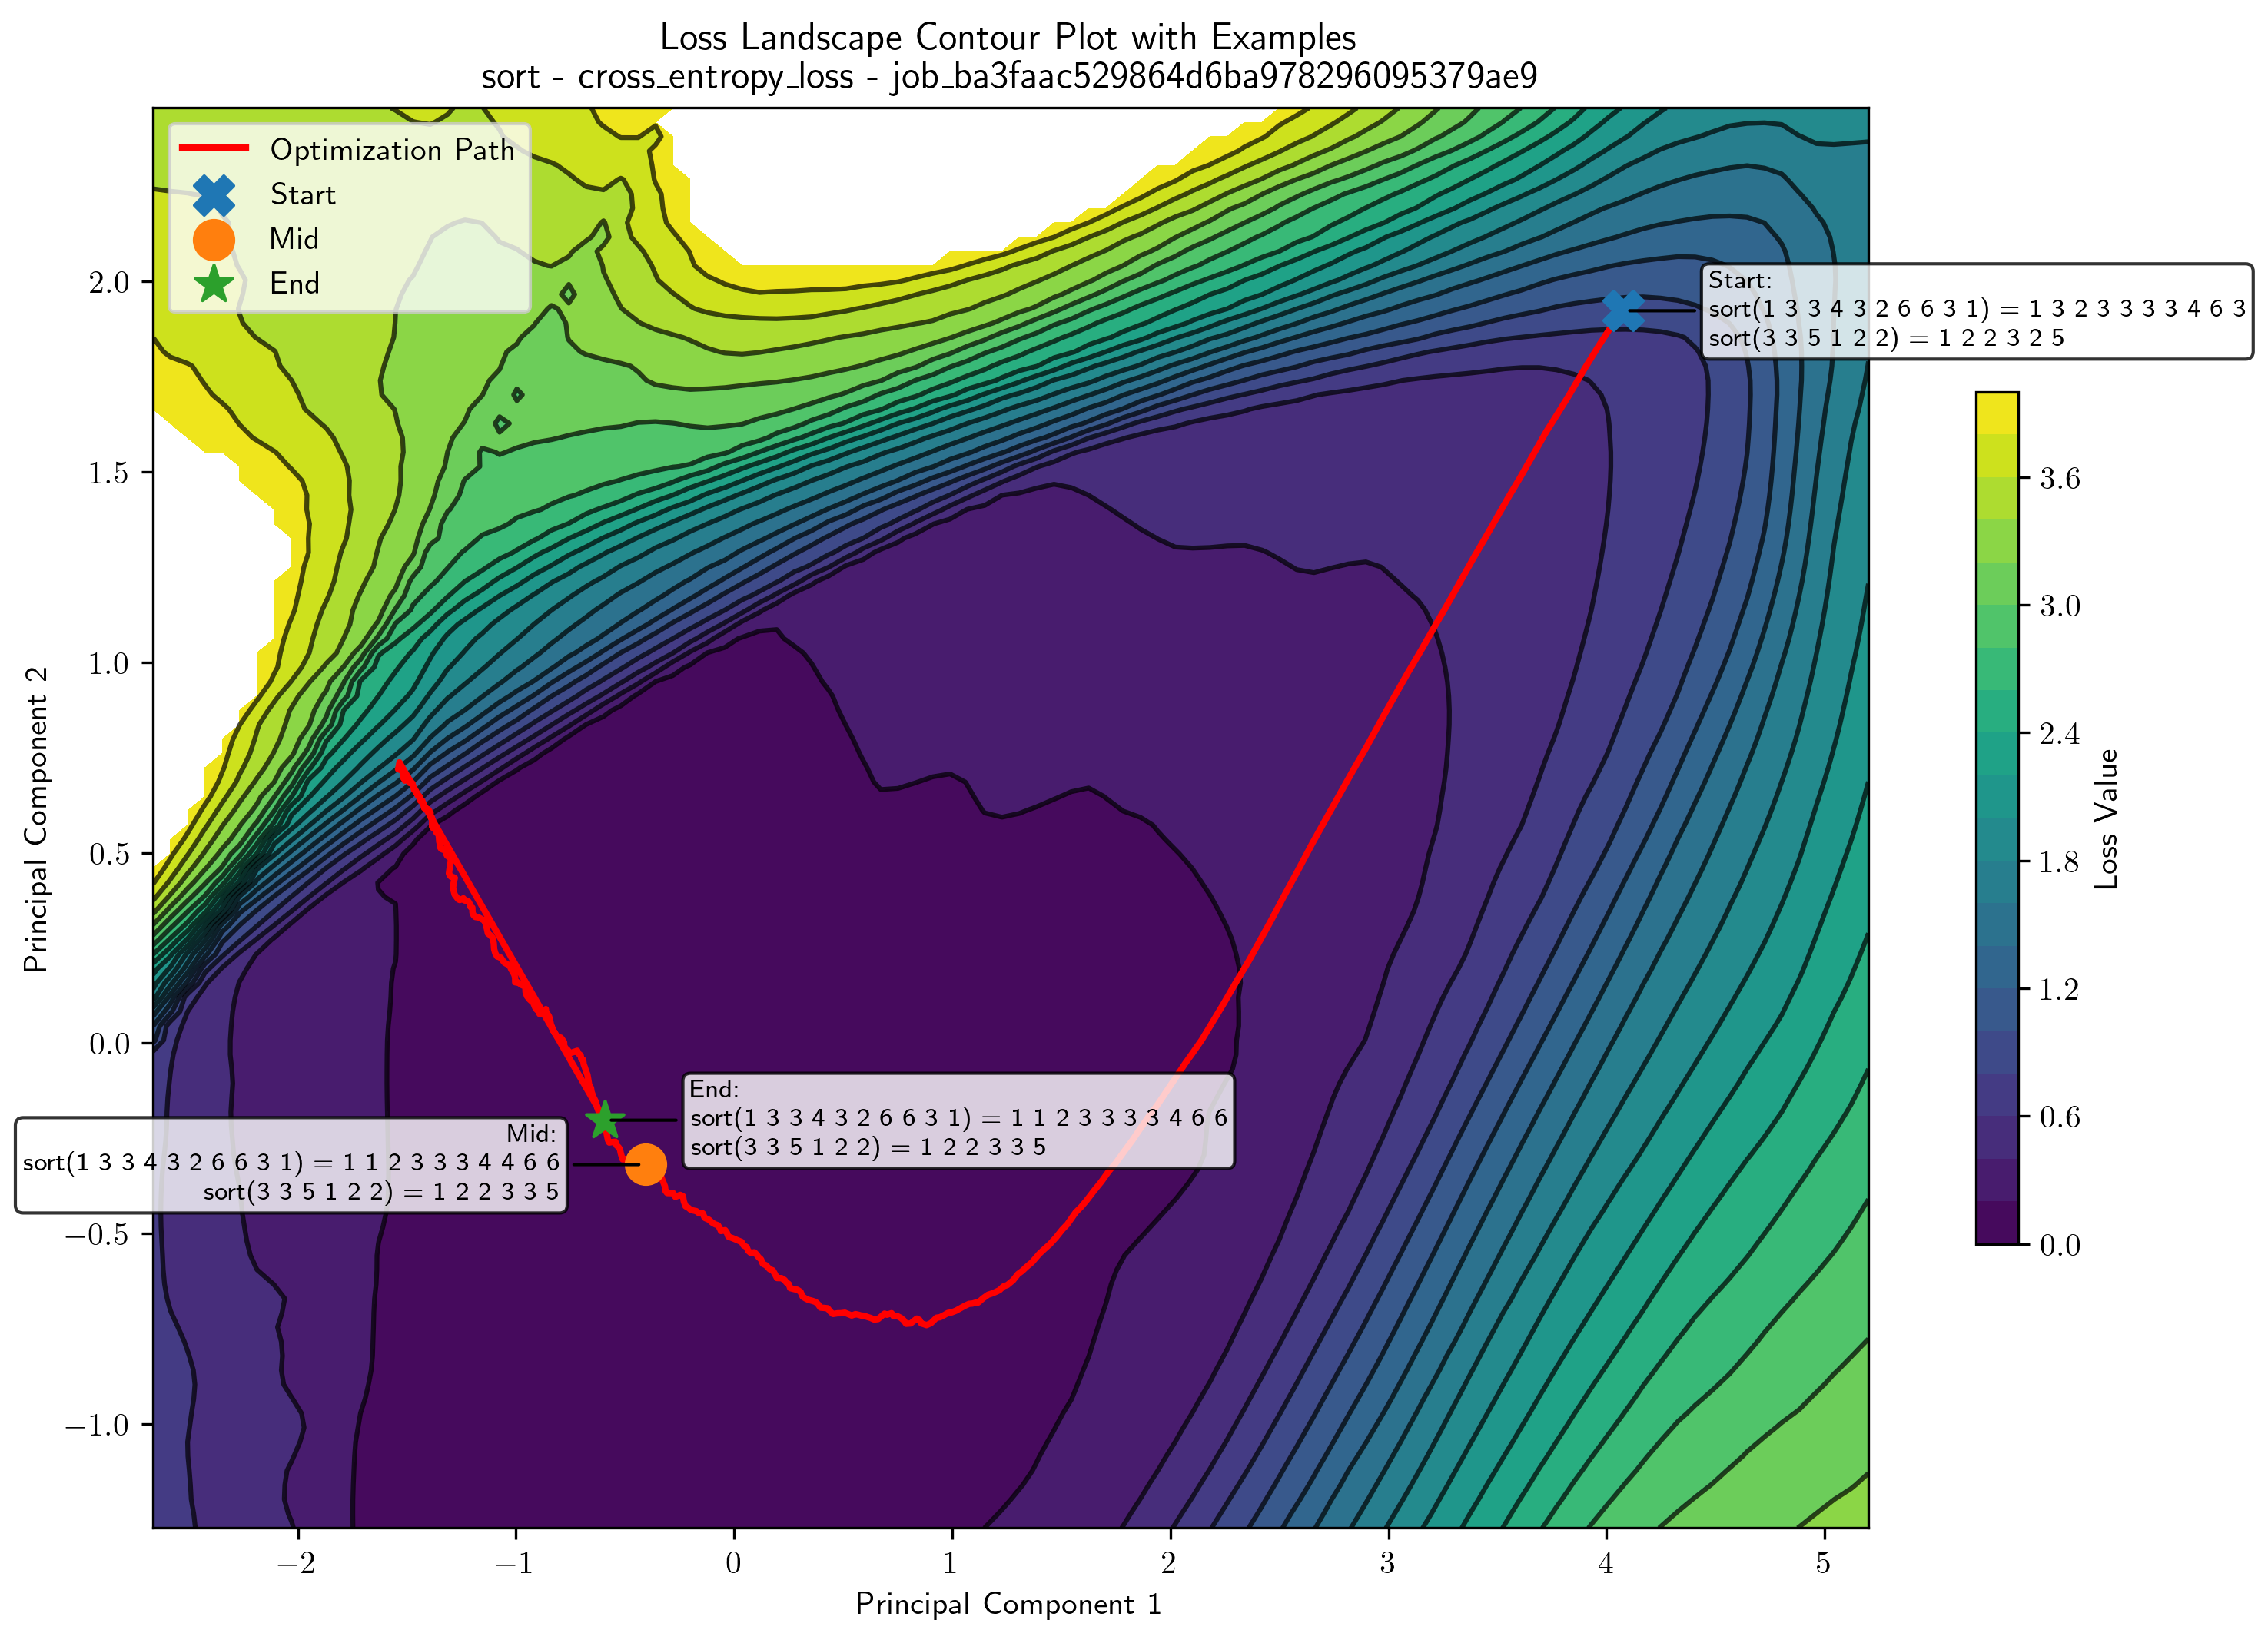 Loss Landscape Contour Plot with Examples
sort - cross_entropy_loss - job_ba3faac529864d6ba978296095379ae9
Optimization Path
Start
Mid
End
Start:
sort(1 3 3 4 3 2 6 6 3 1) = 1 3 2 3 3 3 3 4 6 3
sort(3 3 5 1 2 2) = 1 2 2 3 2 5
End:
sort(1 3 3 4 3 2 6 6 3 1) = 1 1 2 3 3 3 3 4 6 6
sort(3 3 5 1 2 2) = 1 2 2 3 3 5
Mid:
sort(1 3 3 4 3 2 6 6 3 1) = 1 1 2 3 3 3 4 4 6 6
sort(3 3 5 1 2 2) = 1 2 2 3 3 5
Principal Component 2
2.0
1.5
1.0
0.5
0.0
−0.5
−1.0
−2
−1
0
1
2
3
4
5
Principal Component 1
3.6
3.0
2.4
1.8
1.2
0.6
0.0
Loss Value